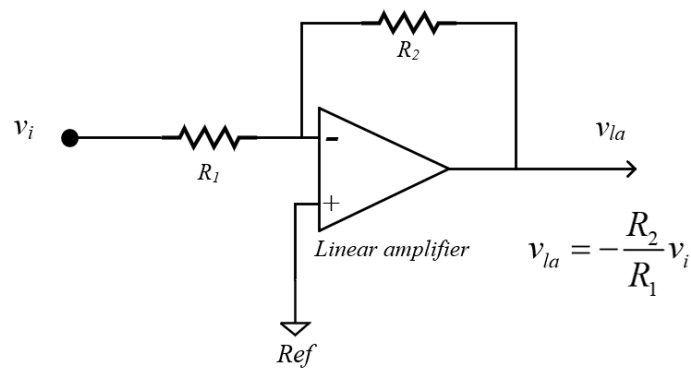 R₂
vᵢ
R₁
-
+
vₗₐ
Linear amplifier
vₗₐ = -R₂/R₁ vᵢ
Ref